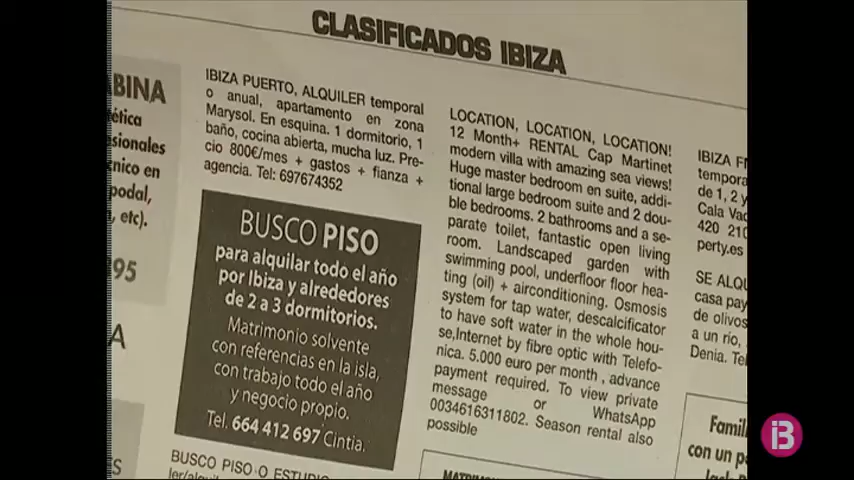 CLASIFICADOS IBIZA
BINA
ética
sionales
nico en
podal,
etc).
95
A
ES
IBIZA PUERTO, ALQUILER temporal
o anual, apartamento en zona
Marysol. En esquina. 1 dormitorio, 1
baño, cocina abierta, mucha luz. Pre-
cio 800€/mes + gastos + fianza +
agencia. Tel: 697674352
BUSCO PISO
para alquilar todo el año
por Ibiza y alrededores
de 2 a 3 dormitorios.
Matrimonio solvente
con referencias en la isla,
con trabajo todo el año
y negocio propio.
Tel. 664 412 697 Cintia.
BUSCO PISO O ESTUDIO
LOCATION, LOCATION, LOCATION!
12 Month+ RENTAL Cap Martinet
modern villa with amazing sea views!
Huge master bedroom en suite, addi-
tional large bedroom suite and 2 dou-
ble bedrooms. 2 bathrooms and a se-
parate toilet, fantastic open living
room. Landscaped garden with
swimming pool, underfloor floor hea-
ting (oil) + airconditioning. Osmosis
system for tap water, descalcificator
to have soft water in the whole hou-
se,Internet by fibre optic with Telefo-
nica. 5.000 euro per month , advance
payment required. To view private
message or WhatsApp
0034616311802. Season rental also
possible
IBIZA
tempora
de 1, 2 y
Cala Vad
420 210
perty.es
SE ALQU
casa pay
de olivos
a un río,
Denia. Tel
Famil
con un p
iB